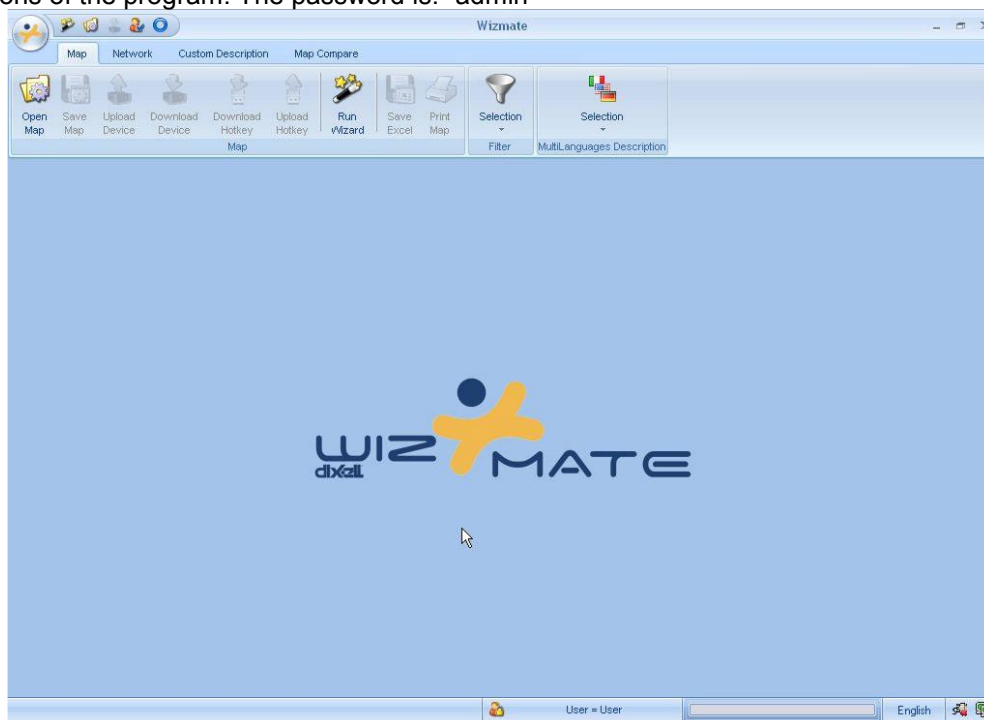 ons of the program. The password is: "admin"
Wizmate
Map Network Custom Description Map Compare
Open Map Save Map Upload Device Download Device Download Hotkey Upload Hotkey Run Wizard Save Excel Print Map Selection Selection
Map Filter MultiLanguages Description
WIZMATE
dixell
User = User English